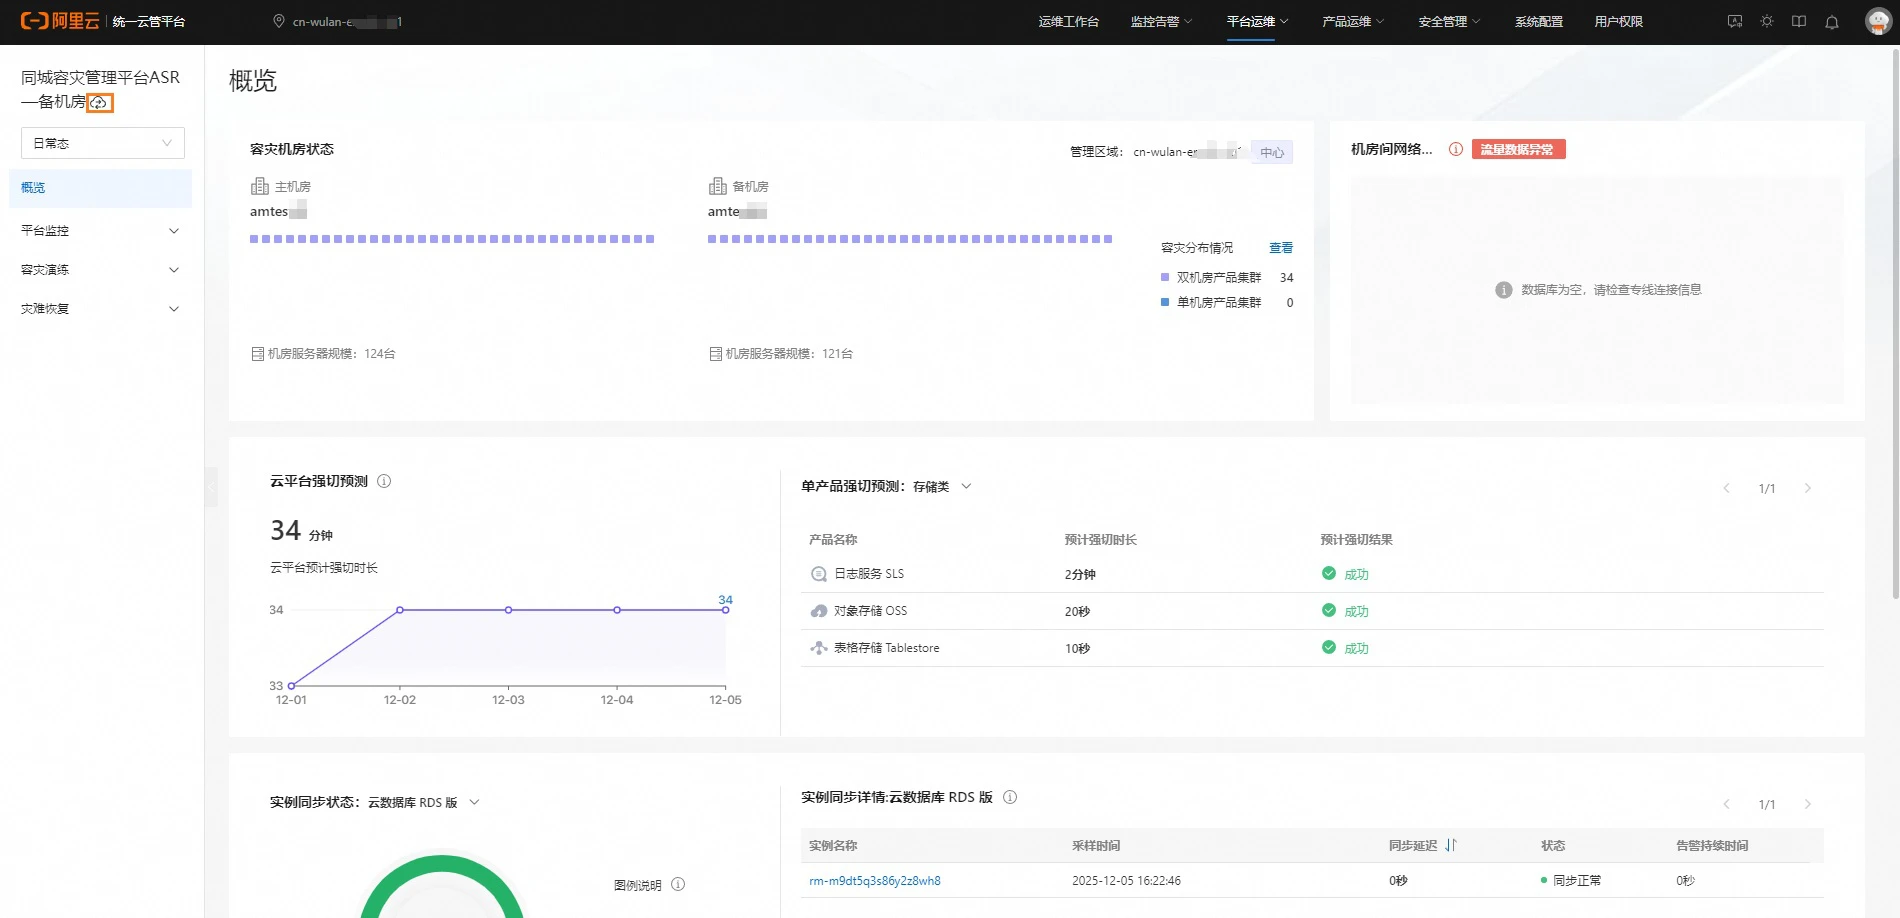 阿里云 统一云管平台
cn-wulan-e 1
运维工作台 监控告警 平台运维 产品运维 安全管理 系统配置 用户权限
同城容灾管理平台ASR
—备机房
日常态
概览
平台监控
容灾演练
灾难恢复
概览
容灾机房状态
管理区域： cn-wulan-e 中心
主机房
amtes
备机房
amte
容灾分布情况 查看
双机房产品集群 34
单机房产品集群 0
机房服务器规模：124台
机房服务器规模：121台
机房间网络... 流量数据异常
数据库为空，请检查专线连接信息
云平台强切预测
34 分钟
云平台预计强切时长
34
34
33
12-01 12-02 12-03 12-04 12-05
单产品强切预测：存储类
1/1
产品名称 预计强切时长 预计强切结果
日志服务 SLS 2分钟 成功
对象存储 OSS 20秒 成功
表格存储 Tablestore 10秒 成功
实例同步状态：云数据库 RDS 版
图例说明
实例同步详情:云数据库 RDS 版
1/1
实例名称 采样时间 同步延迟 状态 告警持续时间
rm-m9dt5q3s86y2z8wh8 2025-12-05 16:22:46 0秒 同步正常 0秒